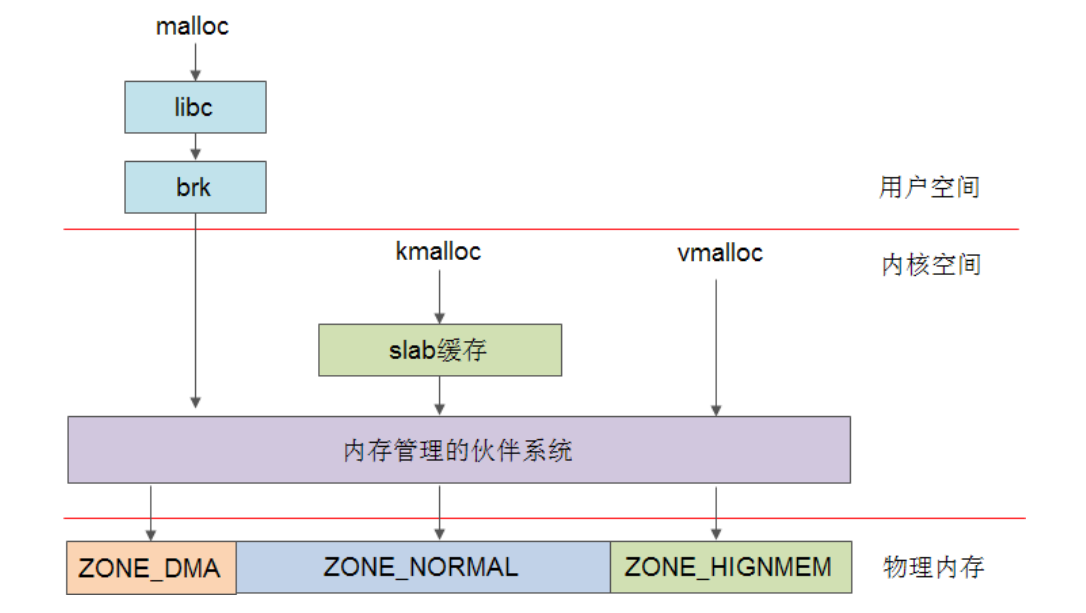 malloc
libc
brk
用户空间
kmalloc
vmalloc
内核空间
slab缓存
内存管理的伙伴系统
ZONE_DMA
ZONE_NORMAL
ZONE_HIGNMEM
物理内存